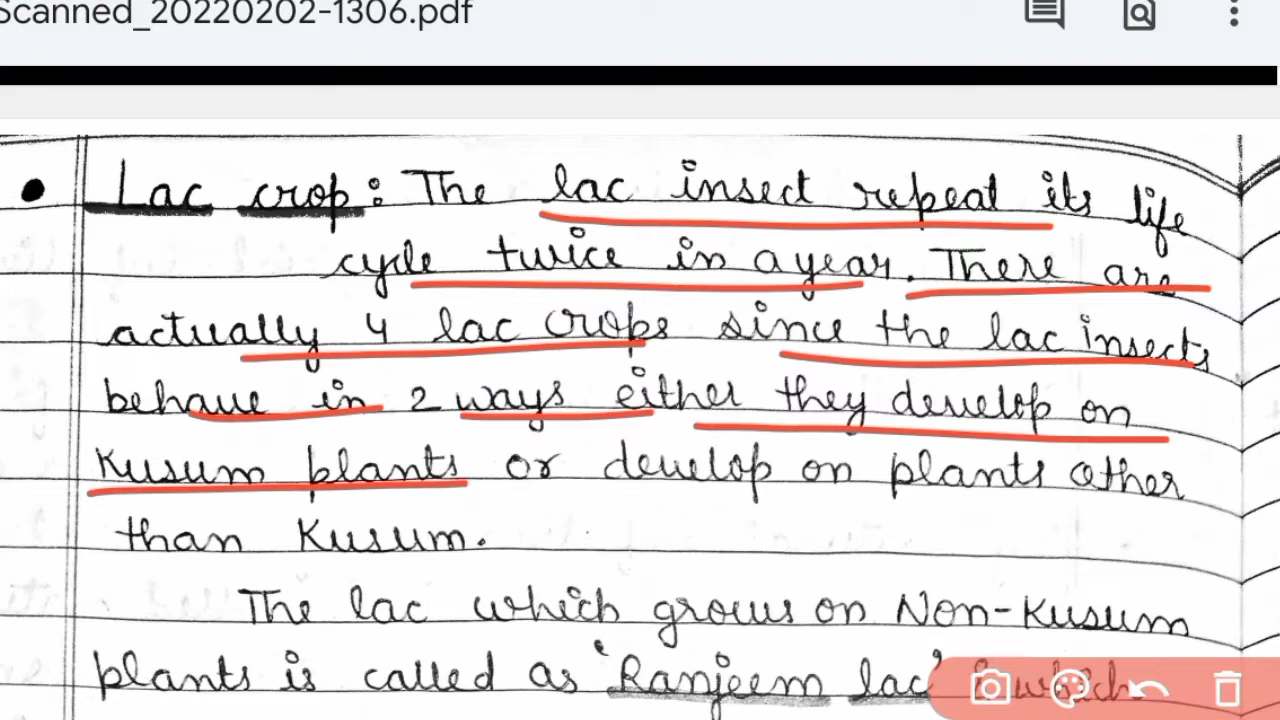 Scanned_20220202-1306.pdf
Lac crop: The lac insect repeat its life
cycle twice in a year. There are
actually 4 lac crops since the lac insects
behave in 2 ways either they develop on
Kusum plants or develop on plants other
than Kusum.
The lac which grows on Non-Kusum
plants is called as 'Ranjeem lac' which